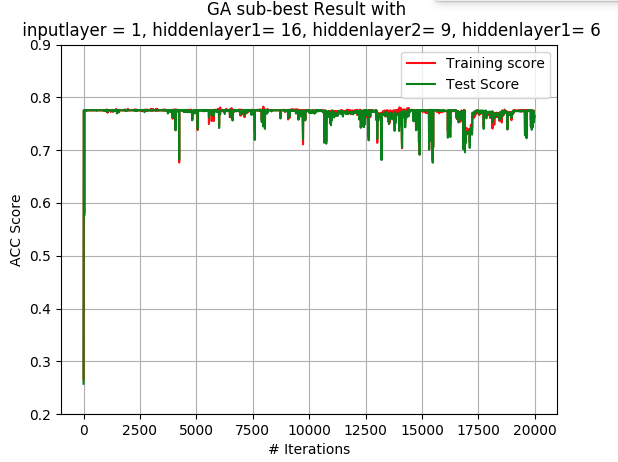 GA sub-best Result with
inputlayer = 1, hiddenlayer1= 16, hiddenlayer2= 9, hiddenlayer1= 6
0.9
0.8
0.7
0.6
0.5
0.4
0.3
0.2
ACC Score
Training score
Test Score
0 2500 5000 7500 10000 12500 15000 17500 20000
# Iterations